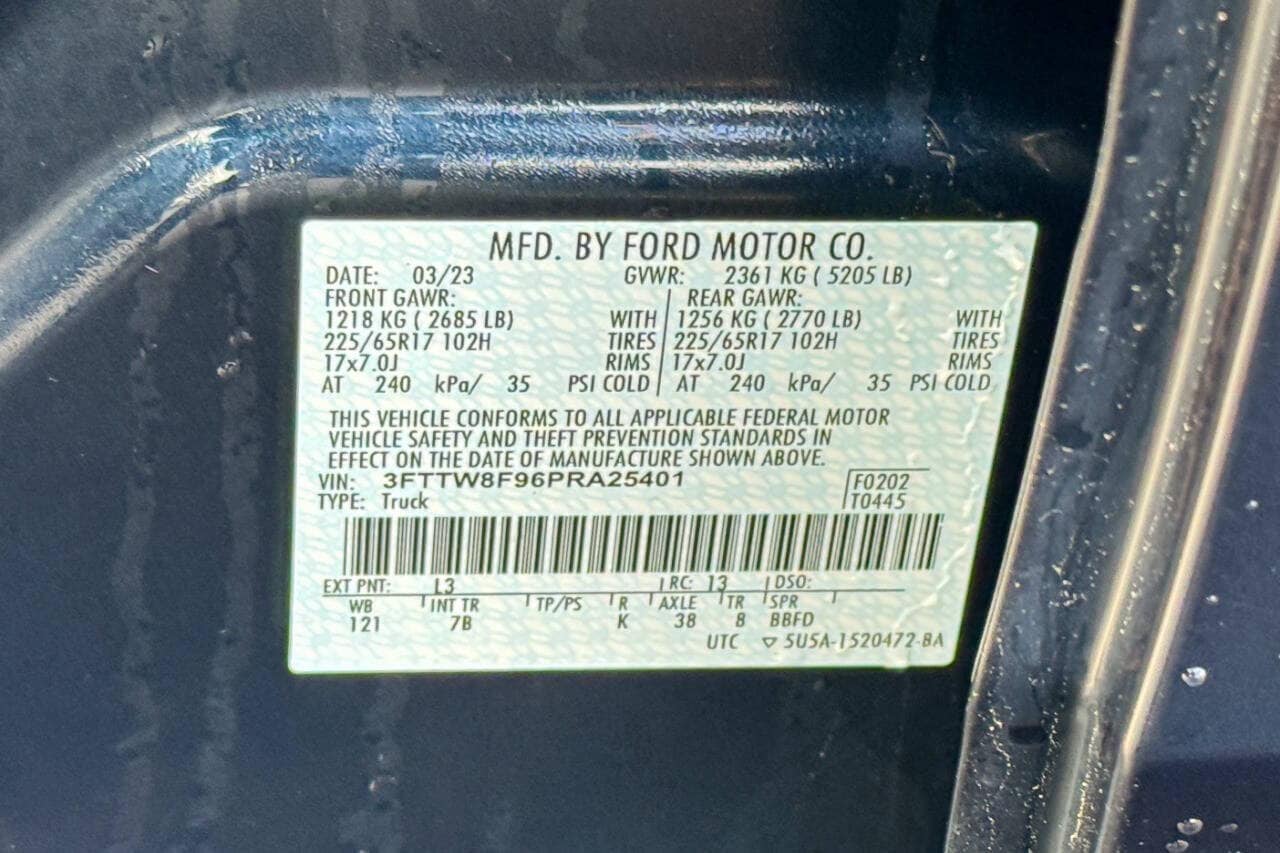 MFD. BY FORD MOTOR CO.
DATE: 03/23 GVWR: 2361 KG ( 5205 LB)
FRONT GAWR: REAR GAWR:
1218 KG ( 2685 LB) WITH 1256 KG ( 2770 LB) WITH
225/65R17 102H TIRES 225/65R17 102H TIRES
17x7.0J RIMS 17x7.0J RIMS
AT 240 kPa/ 35 PSI COLD AT 240 kPa/ 35 PSI COLD
THIS VEHICLE CONFORMS TO ALL APPLICABLE FEDERAL MOTOR
VEHICLE SAFETY AND THEFT PREVENTION STANDARDS IN
EFFECT ON THE DATE OF MANUFACTURE SHOWN ABOVE.
VIN: 3FTTW8F96PRA25401 F0202
TYPE: Truck T0445
EXT PNT: L3 RC: 13 DSO:
WB INT TR TP/PS R AXLE TR SPR
121 7B K 38 8 BBFD
UTC ▽ 5U5A-1520472-BA